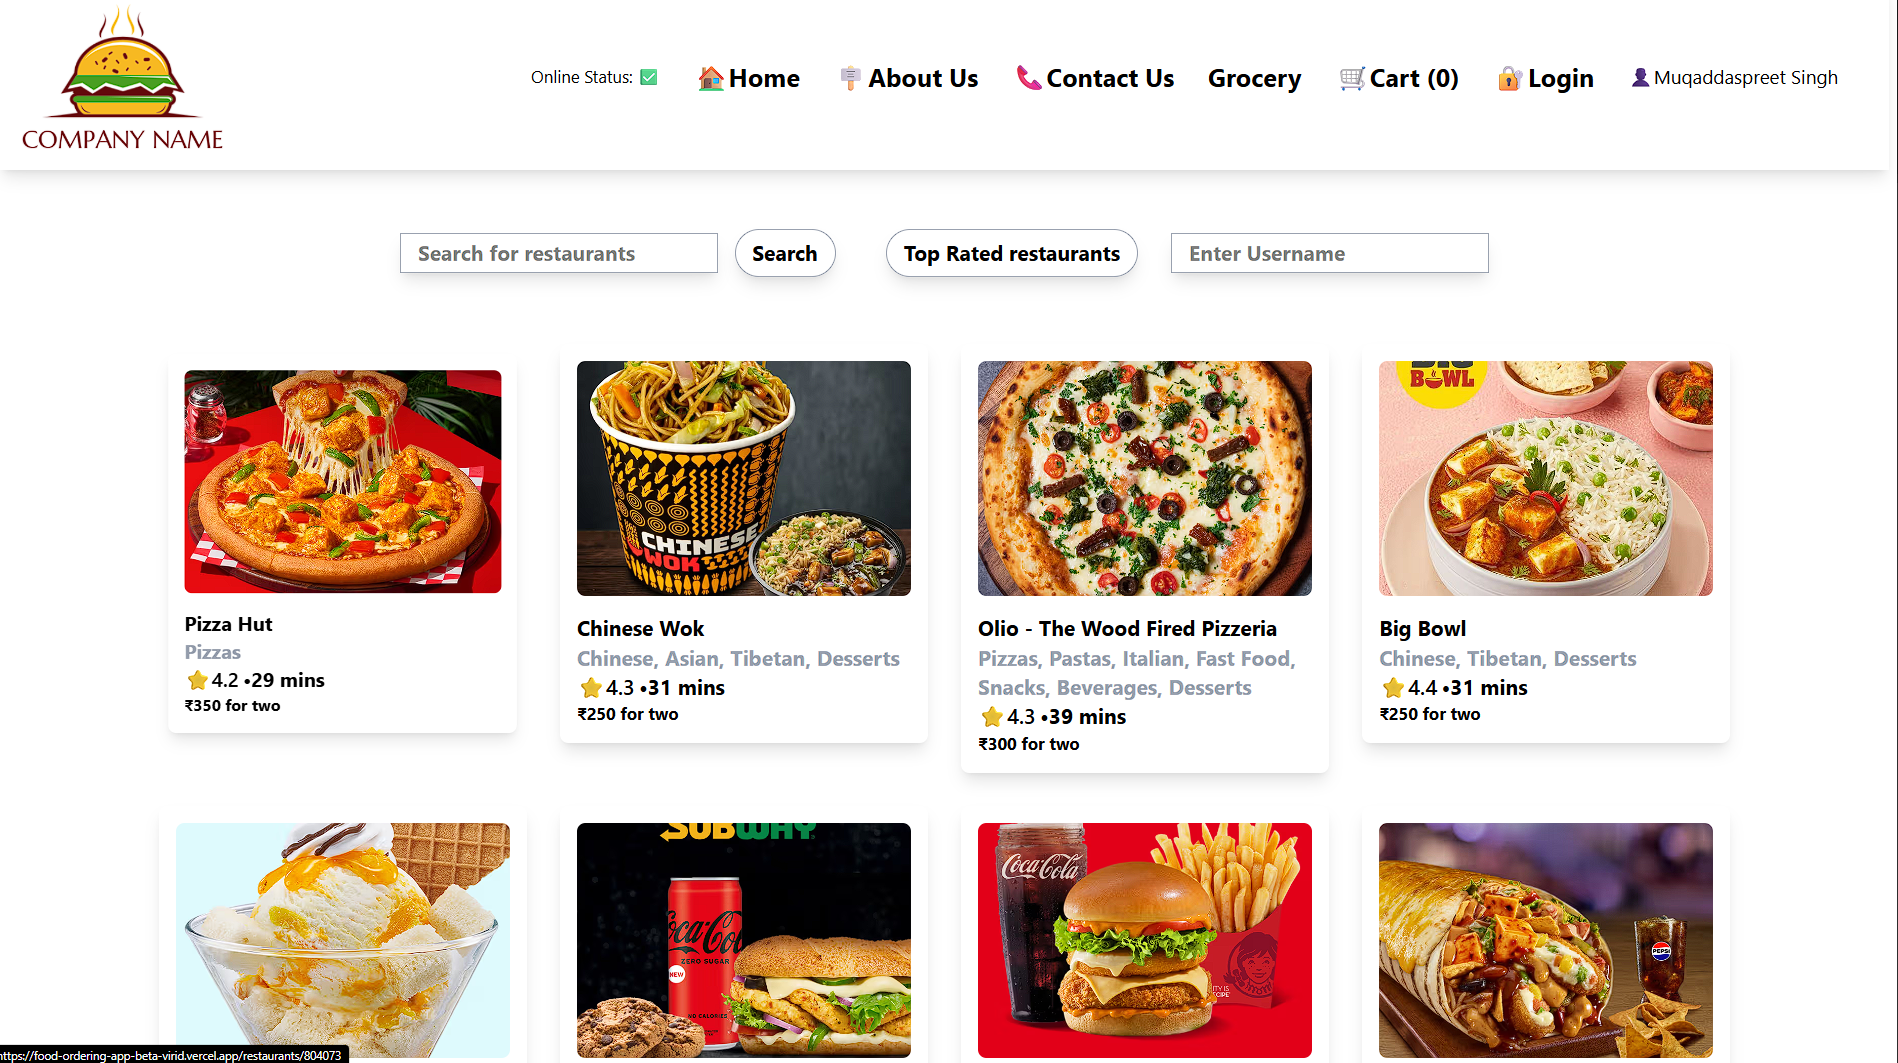 COMPANY NAME
Online Status: ✅
Home
About Us
Contact Us
Grocery
Cart (0)
Login
Muqaddaspreet Singh
Search for restaurants
Search
Top Rated restaurants
Enter Username
Pizza Hut
Pizzas
4.2 •29 mins
₹350 for two
CHINESE
WOK
Chinese Wok
Chinese, Asian, Tibetan, Desserts
4.3 •31 mins
₹250 for two
Olio - The Wood Fired Pizzeria
Pizzas, Pastas, Italian, Fast Food,
Snacks, Beverages, Desserts
4.3 •39 mins
₹300 for two
BIG
BOWL
Big Bowl
Chinese, Tibetan, Desserts
4.4 •31 mins
₹250 for two
SUBWAY
Coca-Cola
ZERO SUGAR
NEW
NO CALORIES
Coca-Cola
PEPSI
https://food-ordering-app-beta-virid.vercel.app/restaurants/804073